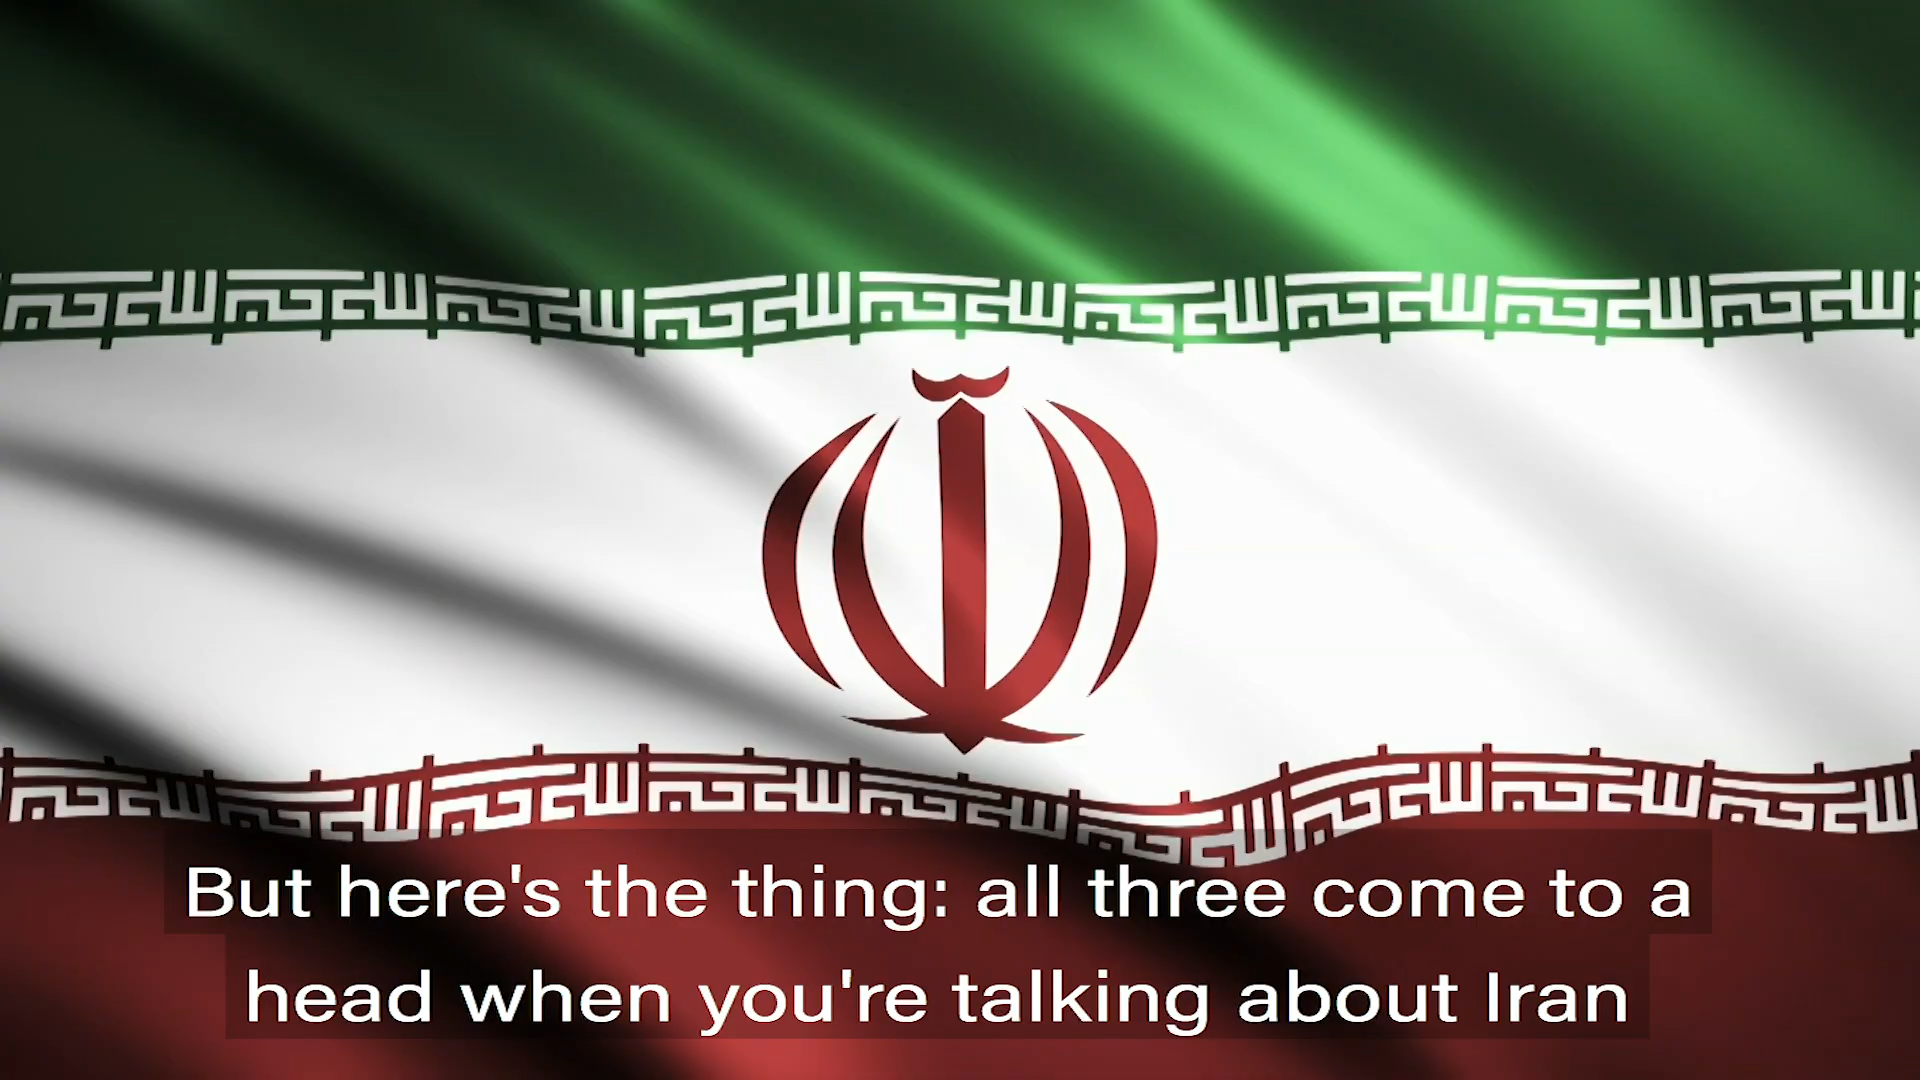 But here's the thing: all three come to a
head when you're talking about Iran